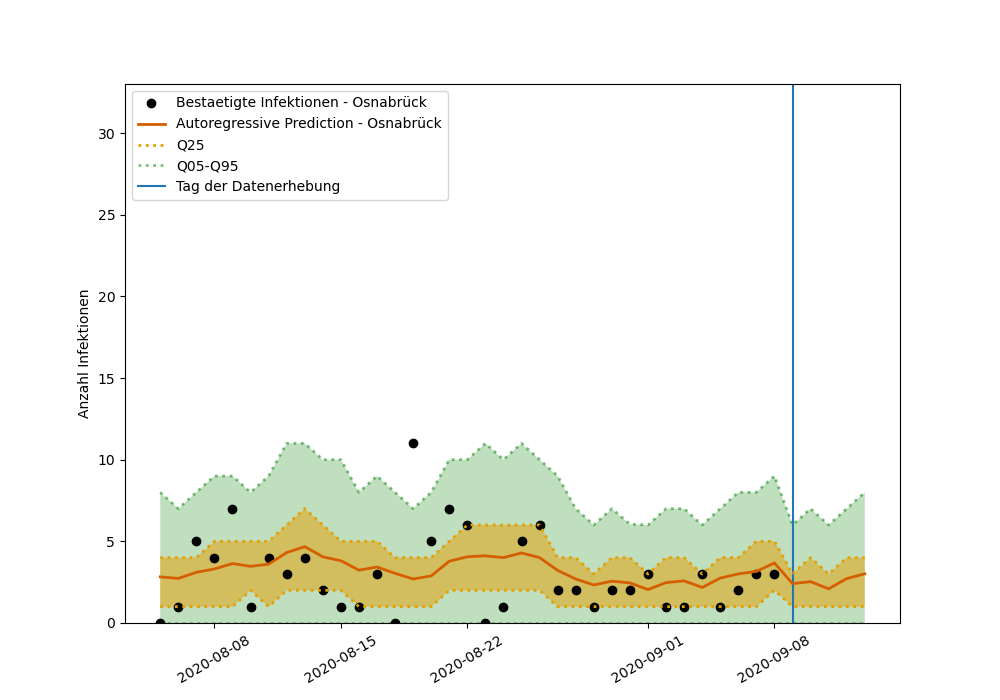 Bestaetigte Infektionen - Osnabrück
Autoregressive Prediction - Osnabrück
Q25
Q05-Q95
Tag der Datenerhebung
Anzahl Infektionen
30
25
20
15
10
5
0
2020-08-08
2020-08-15
2020-08-22
2020-09-01
2020-09-08